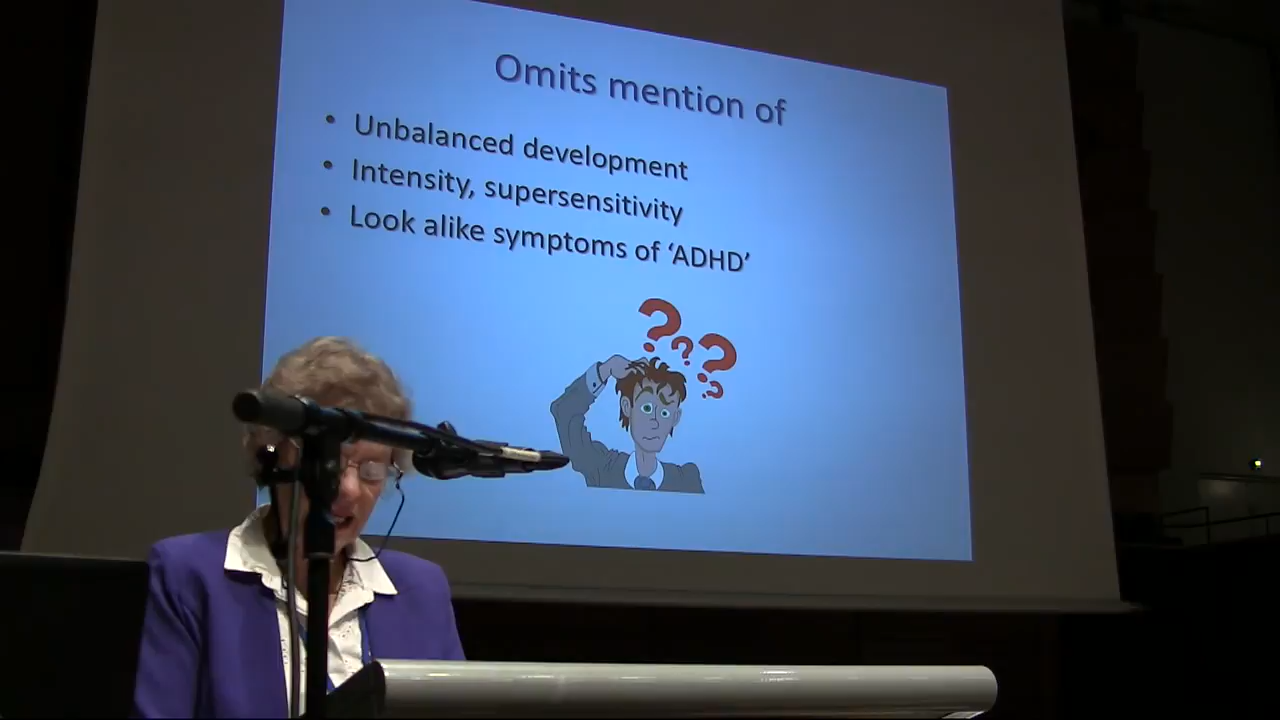 Omits mention of
• Unbalanced development
• Intensity, supersensitivity
• Look alike symptoms of ‘ADHD’
? ? ? ?